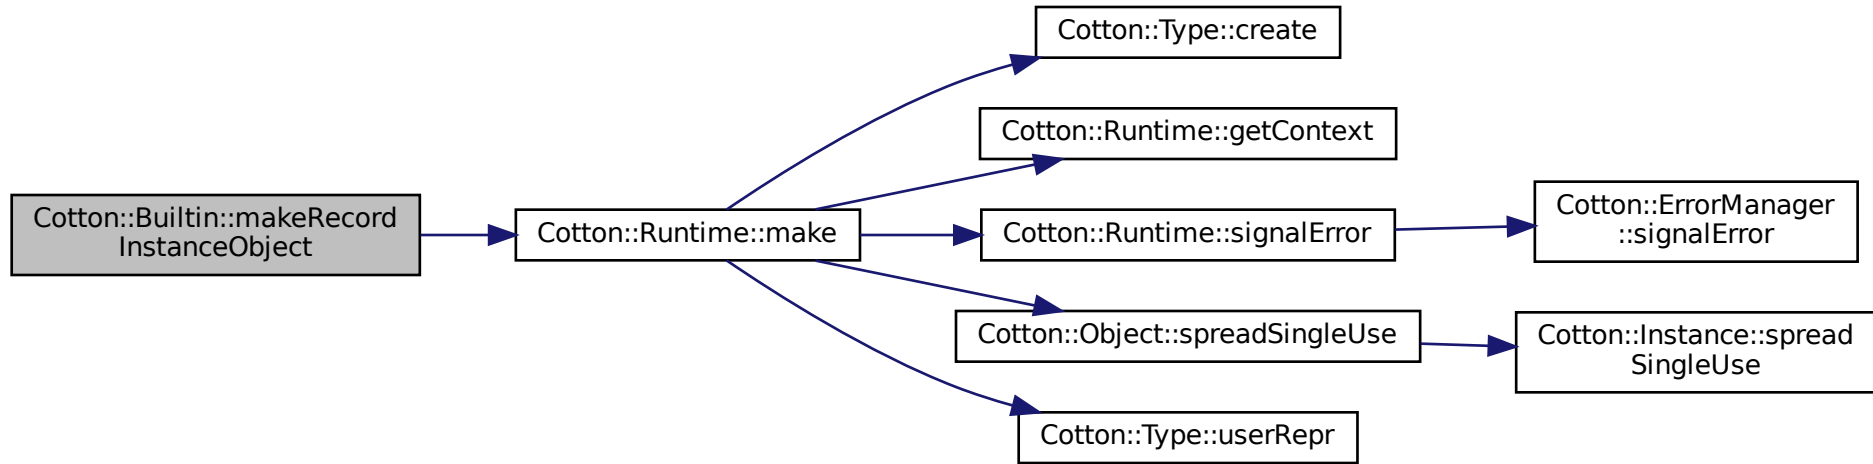 Cotton::Builtin::makeRecord
InstanceObject
Cotton::Runtime::make
Cotton::Type::create
Cotton::Runtime::getContext
Cotton::Runtime::signalError
Cotton::ErrorManager
::signalError
Cotton::Object::spreadSingleUse
Cotton::Instance::spread
SingleUse
Cotton::Type::userRepr